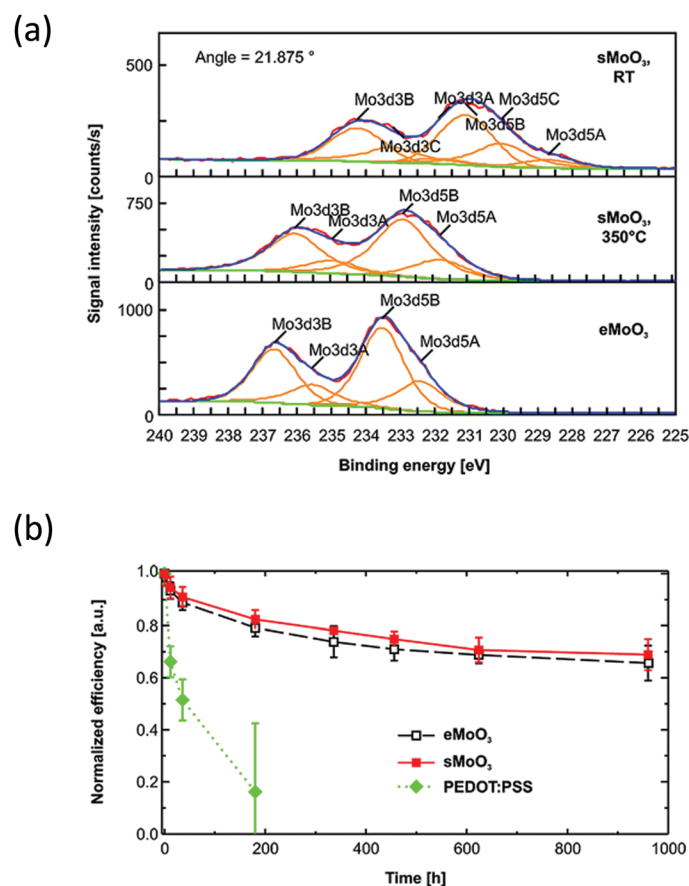 (a)
Angle = 21.875 °
sMoO₃,
RT
500
0
Mo3d3B
Mo3d3A
Mo3d5C
Mo3d5B
Mo3d3C
Mo3d5A
sMoO₃,
350°C
750
0
Mo3d3B
Mo3d3A
Mo3d5B
Mo3d5A
eMoO₃
1000
0
Mo3d3B
Mo3d3A
Mo3d5B
Mo3d5A
Signal intensity [counts/s]
240 239 238 237 236 235 234 233 232 231 230 229 228 227 226 225
Binding energy [eV]
(b)
Normalized efficiency [a.u.]
1.0
0.8
0.6
0.4
0.2
0.0
eMoO₃
sMoO₃
PEDOT:PSS
0 200 400 600 800 1000
Time [h]